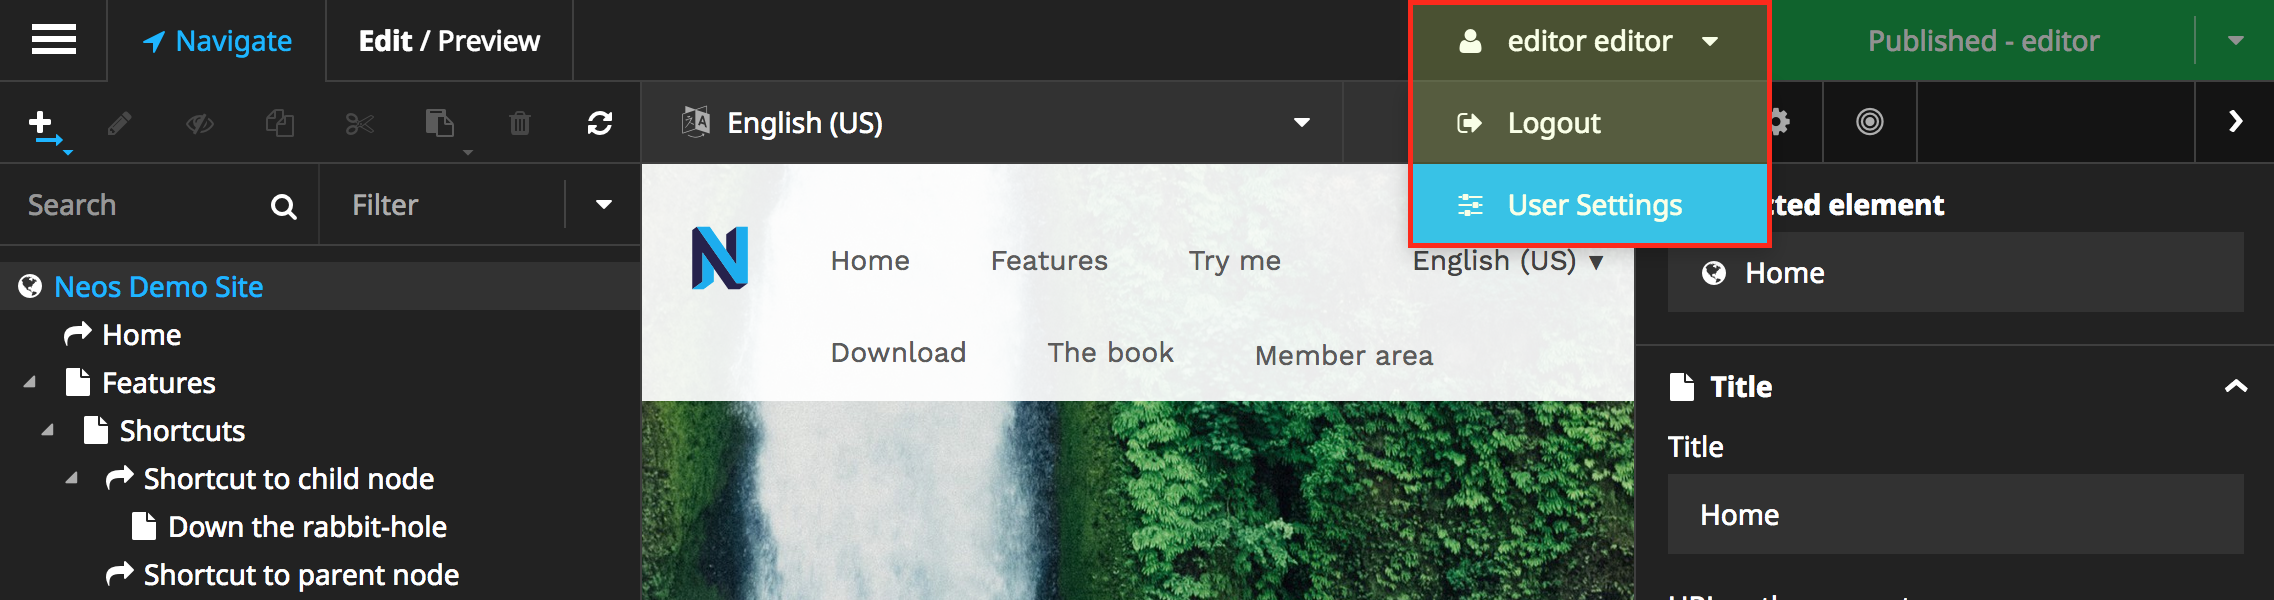 Navigate
Edit / Preview
editor editor
Published - editor
English (US)
Logout
Search
Filter
User Settings
element
Neos Demo Site
Home
Features
Shortcuts
Shortcut to child node
Down the rabbit-hole
Shortcut to parent node
Home
Features
Try me
English (US) ▾
Download
The book
Member area
Home
Title
Title
Home